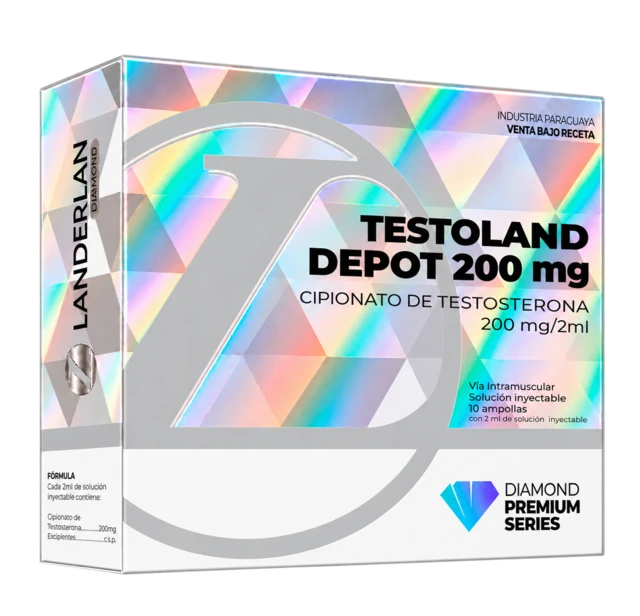 LANDERLAN
DIAMOND
FÓRMULA
Cada 2ml de solución
inyectable contiene:
Cipionato de
Testosterona..........200mg
Excipientes................c.s.p.
INDUSTRIA PARAGUAYA
VENTA BAJO RECETA
TESTOLAND
DEPOT 200 mg
CIPIONATO DE TESTOSTERONA
200 mg/2ml
Vía Intramuscular
Solución inyectable
10 ampollas
con 2 ml de solución inyectable
DIAMOND
PREMIUM
SERIES